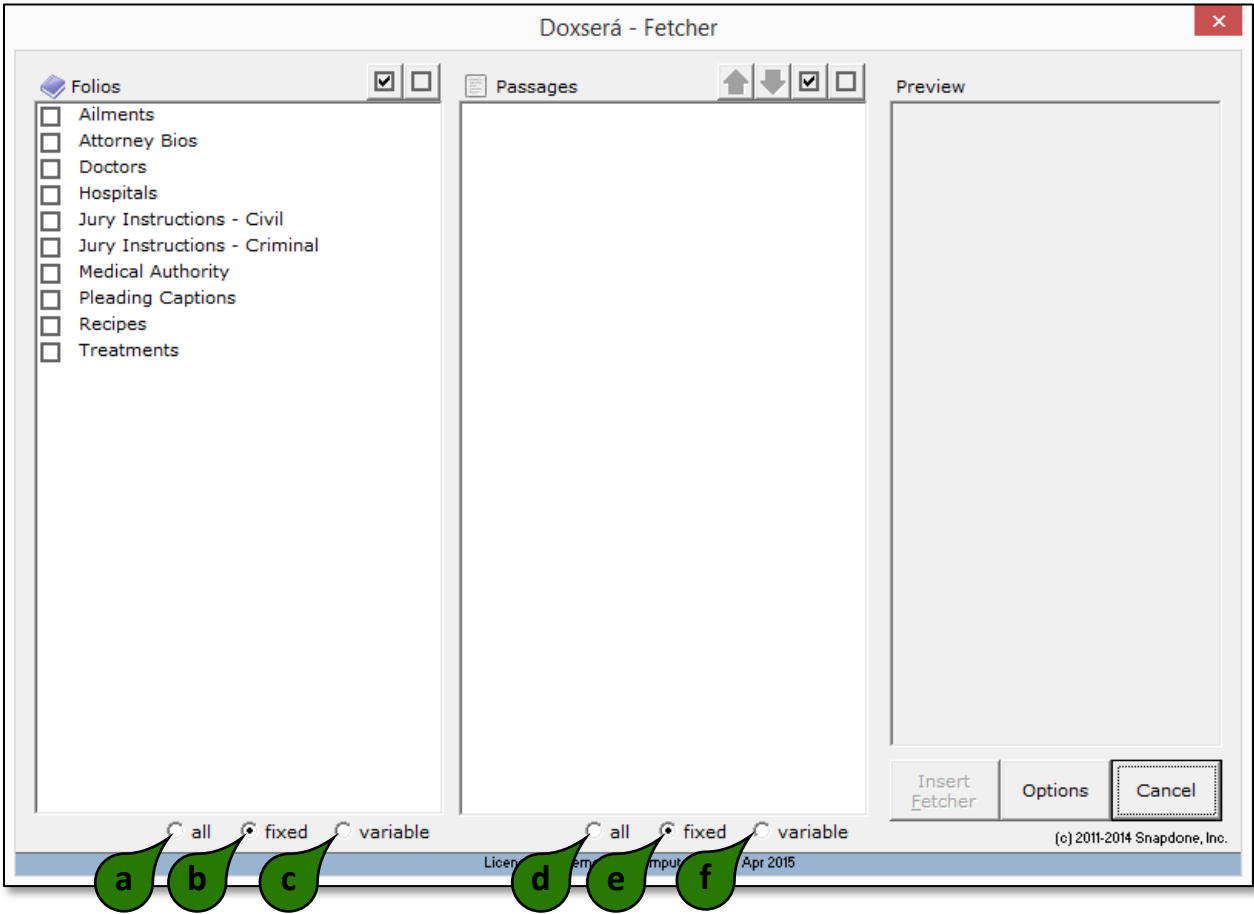 Doxserá - Fetcher
Folios
Passages
Preview
Ailments
Attorney Bios
Doctors
Hospitals
Jury Instructions - Civil
Jury Instructions - Criminal
Medical Authority
Pleading Captions
Recipes
Treatments
Insert Fetcher
Options
Cancel
all fixed variable
all fixed variable
(c) 2011-2014 Snapdone, Inc.
Apr 2015
a b c d e f